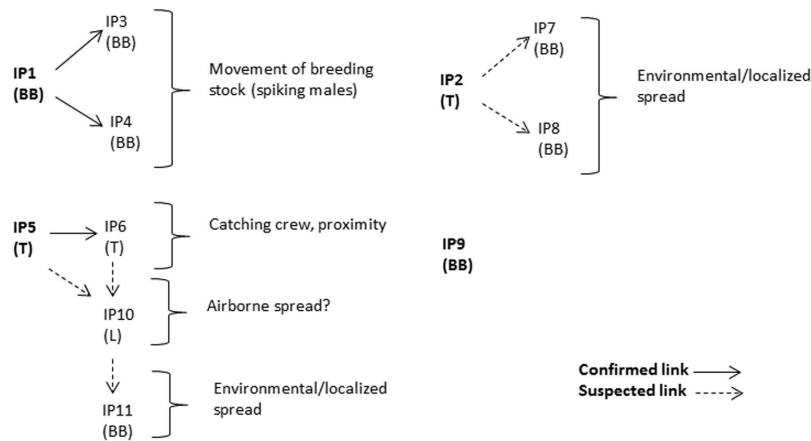 IP3
(BB)
IP1
(BB)
IP4
(BB)
Movement of breeding
stock (spiking males)
IP7
(BB)
IP2
(T)
IP8
(BB)
Environmental/localized
spread
IP5
(T)
IP6
(T)
Catching crew, proximity
IP10
(L)
Airborne spread?
IP11
(BB)
Environmental/localized
spread
IP9
(BB)
Confirmed link
Suspected link